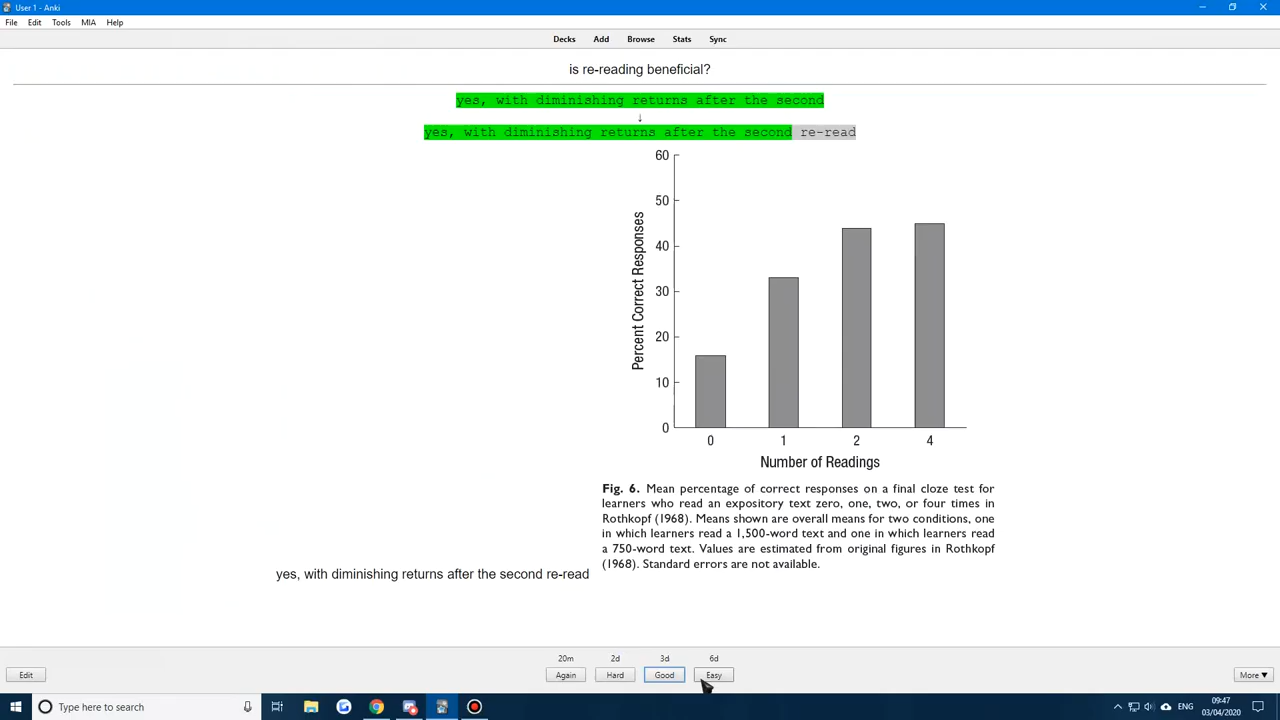 User 1 - Anki
File Edit Tools MIA Help
Decks Add Browse Stats Sync
is re-reading beneficial?
yes, with diminishing returns after the second
↓
yes, with diminishing returns after the second re-read
60
50
40
30
20
10
0
Percent Correct Responses
0 1 2 4
Number of Readings
Fig. 6. Mean percentage of correct responses on a final cloze test for
learners who read an expository text zero, one, two, or four times in
Rothkopf (1968). Means shown are overall means for two conditions, one
in which learners read a 1,500-word text and one in which learners read
a 750-word text. Values are estimated from original figures in Rothkopf
(1968). Standard errors are not available.
yes, with diminishing returns after the second re-read
20m 2d 3d 6d
Edit Again Hard Good Easy More ▼
Type here to search
ENG
09:47
03/04/2020